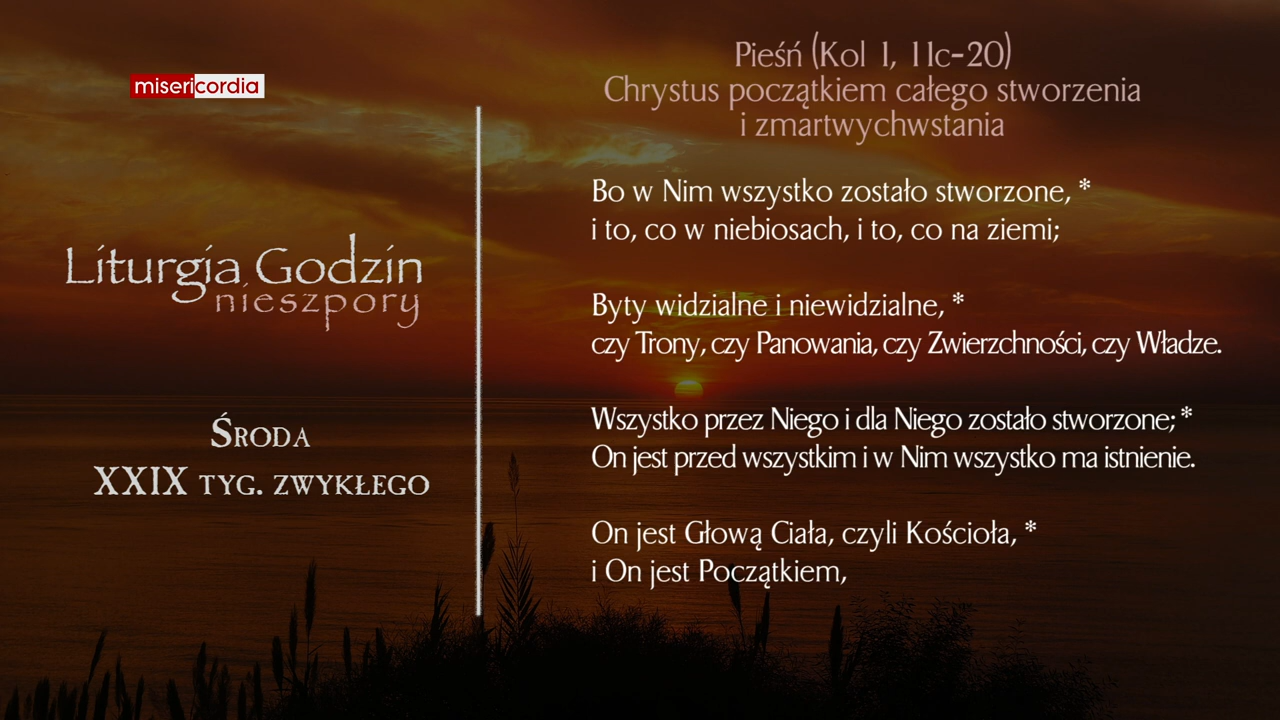 misericordia
Liturgia Godzin
nieszpory
Środa
XXIX tyg. zwykłego
Pieśń (Kol 1, 11c-20)
Chrystus początkiem całego stworzenia
i zmartwychwstania
Bo w Nim wszystko zostało stworzone, *
i to, co w niebiosach, i to, co na ziemi;
Byty widzialne i niewidzialne, *
czy Trony, czy Panowania, czy Zwierzchności, czy Władze.
Wszystko przez Niego i dla Niego zostało stworzone; *
On jest przed wszystkim i w Nim wszystko ma istnienie.
On jest Głową Ciała, czyli Kościoła, *
i On jest Początkiem,